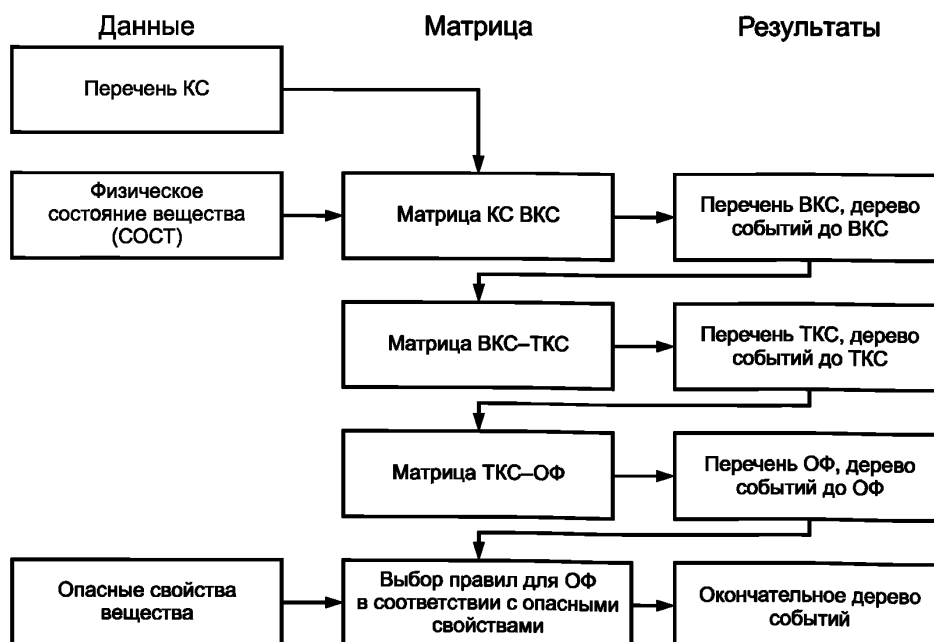 Данные
Матрица
Результаты
Перечень КС
Физическое
состояние вещества
(СОСТ)
Матрица КС ВКС
Перечень ВКС, дерево
событий до ВКС
Матрица ВКС–ТКС
Перечень ТКС, дерево
событий до ТКС
Матрица ТКС–ОФ
Перечень ОФ, дерево
событий до ОФ
Опасные свойства
вещества
Выбор правил для ОФ
в соответствии с опасными
свойствами
Окончательное дерево
событий